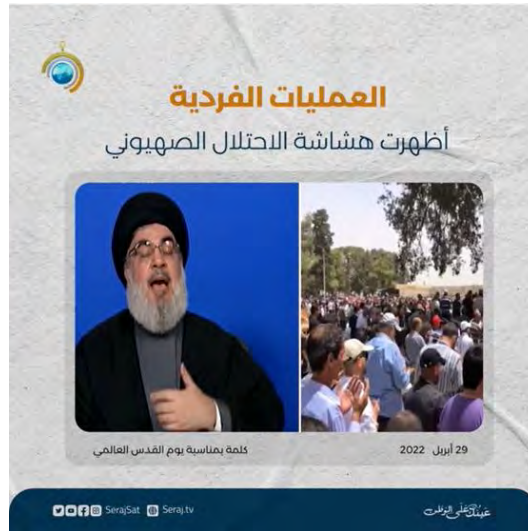 العمليات الفردية
أظهرت هشاشة الاحتلال الصهيوني
29 أبريل 2022
كلمة بمناسبة يوم القدس العالمي
SerajSat
Seraj.tv